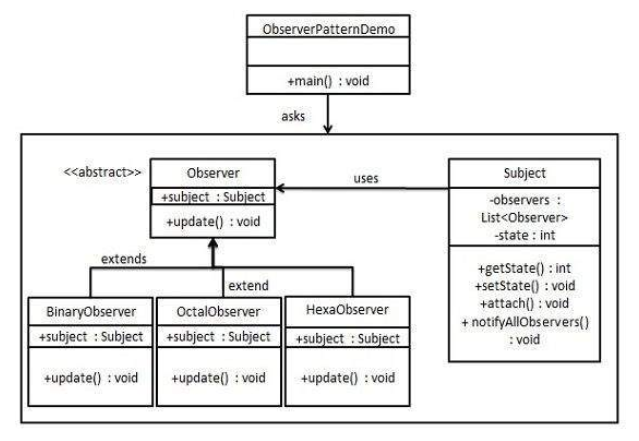 ObserverPatternDemo
+main() : void
asks
<<abstract>>
Observer
+subject : Subject
+update() : void
uses
Subject
-observers :
List<Observer>
-state : int
+getState() : int
+setState() : void
+attach() : void
+ notifyAllObservers()
: void
extends
extend
BinaryObserver
+subject : Subject
+update() : void
OctalObserver
+subject : Subject
+update() : void
HexaObserver
+subject : Subject
+update() : void